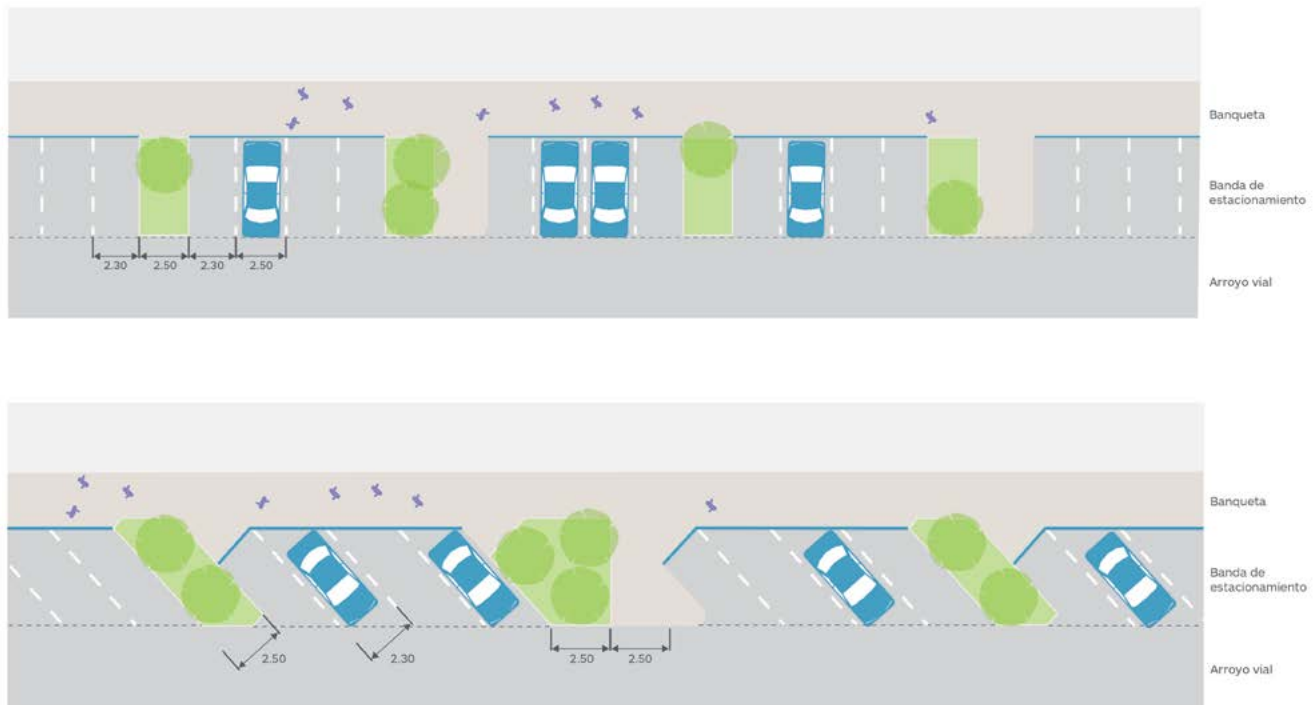 Banqueta
Banda de
estacionamiento
2.30
2.50
2.30
2.50
Arroyo vial
Banqueta
Banda de
estacionamiento
2.50
2.30
2.50
2.50
Arroyo vial